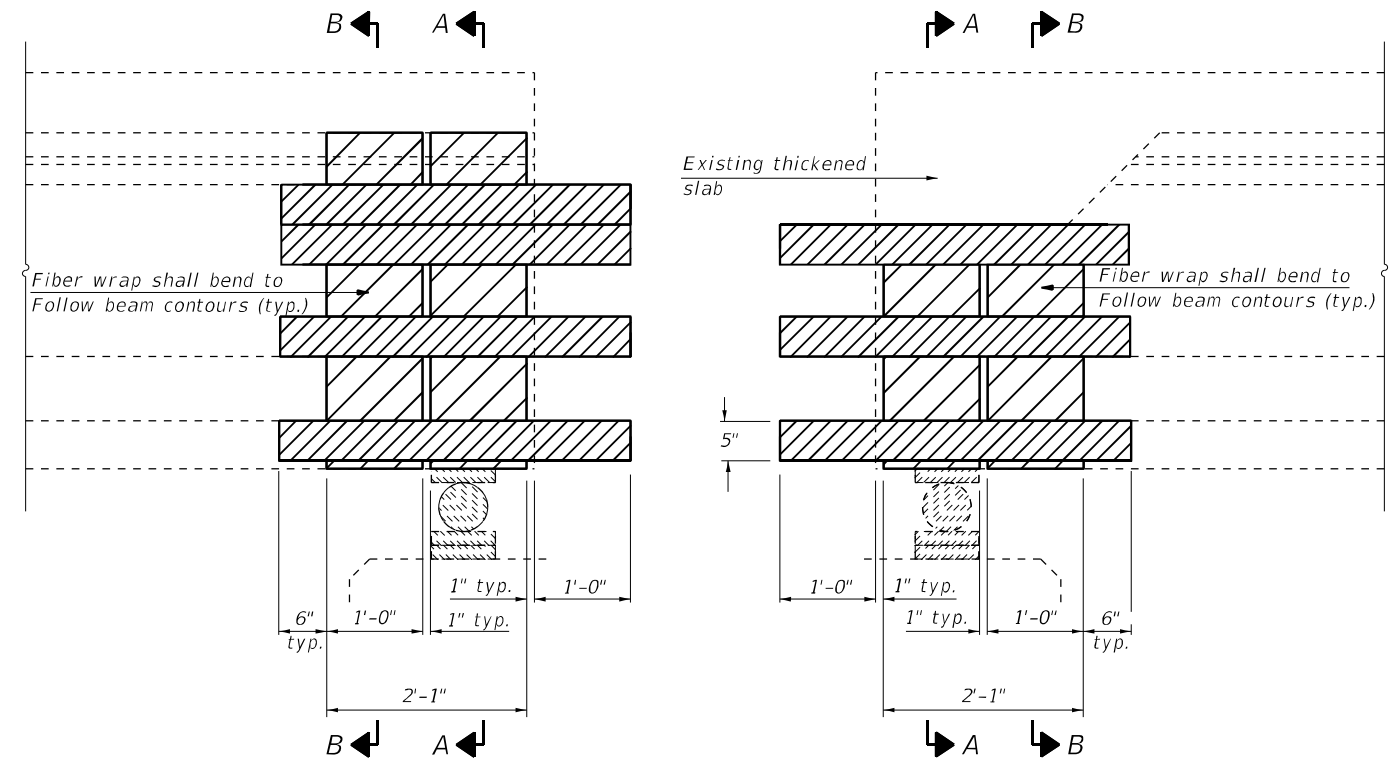 B A A B
Existing thickened
slab
Fiber wrap shall bend to
Follow beam contours (typ.)
Fiber wrap shall bend to
Follow beam contours (typ.)
5"
1" typ. 1'-0" 1'-0" 1" typ.
6" 1'-0" 1" typ. 1" typ. 1'-0" 6"
typ. typ.
2'-1" 2'-1"
B A A B